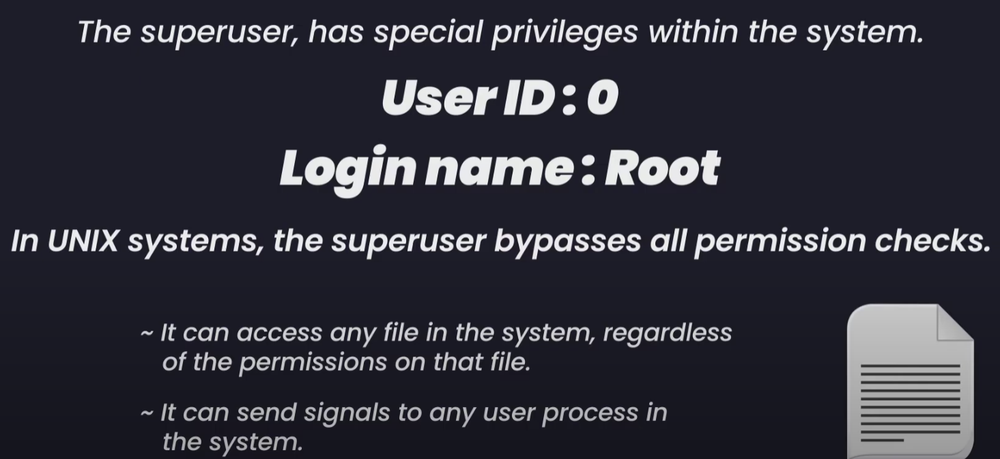 The superuser, has special privileges within the system.
User ID : 0
Login name : Root
In UNIX systems, the superuser bypasses all permission checks.
~ It can access any file in the system, regardless
of the permissions on that file.
~ It can send signals to any user process in
the system.